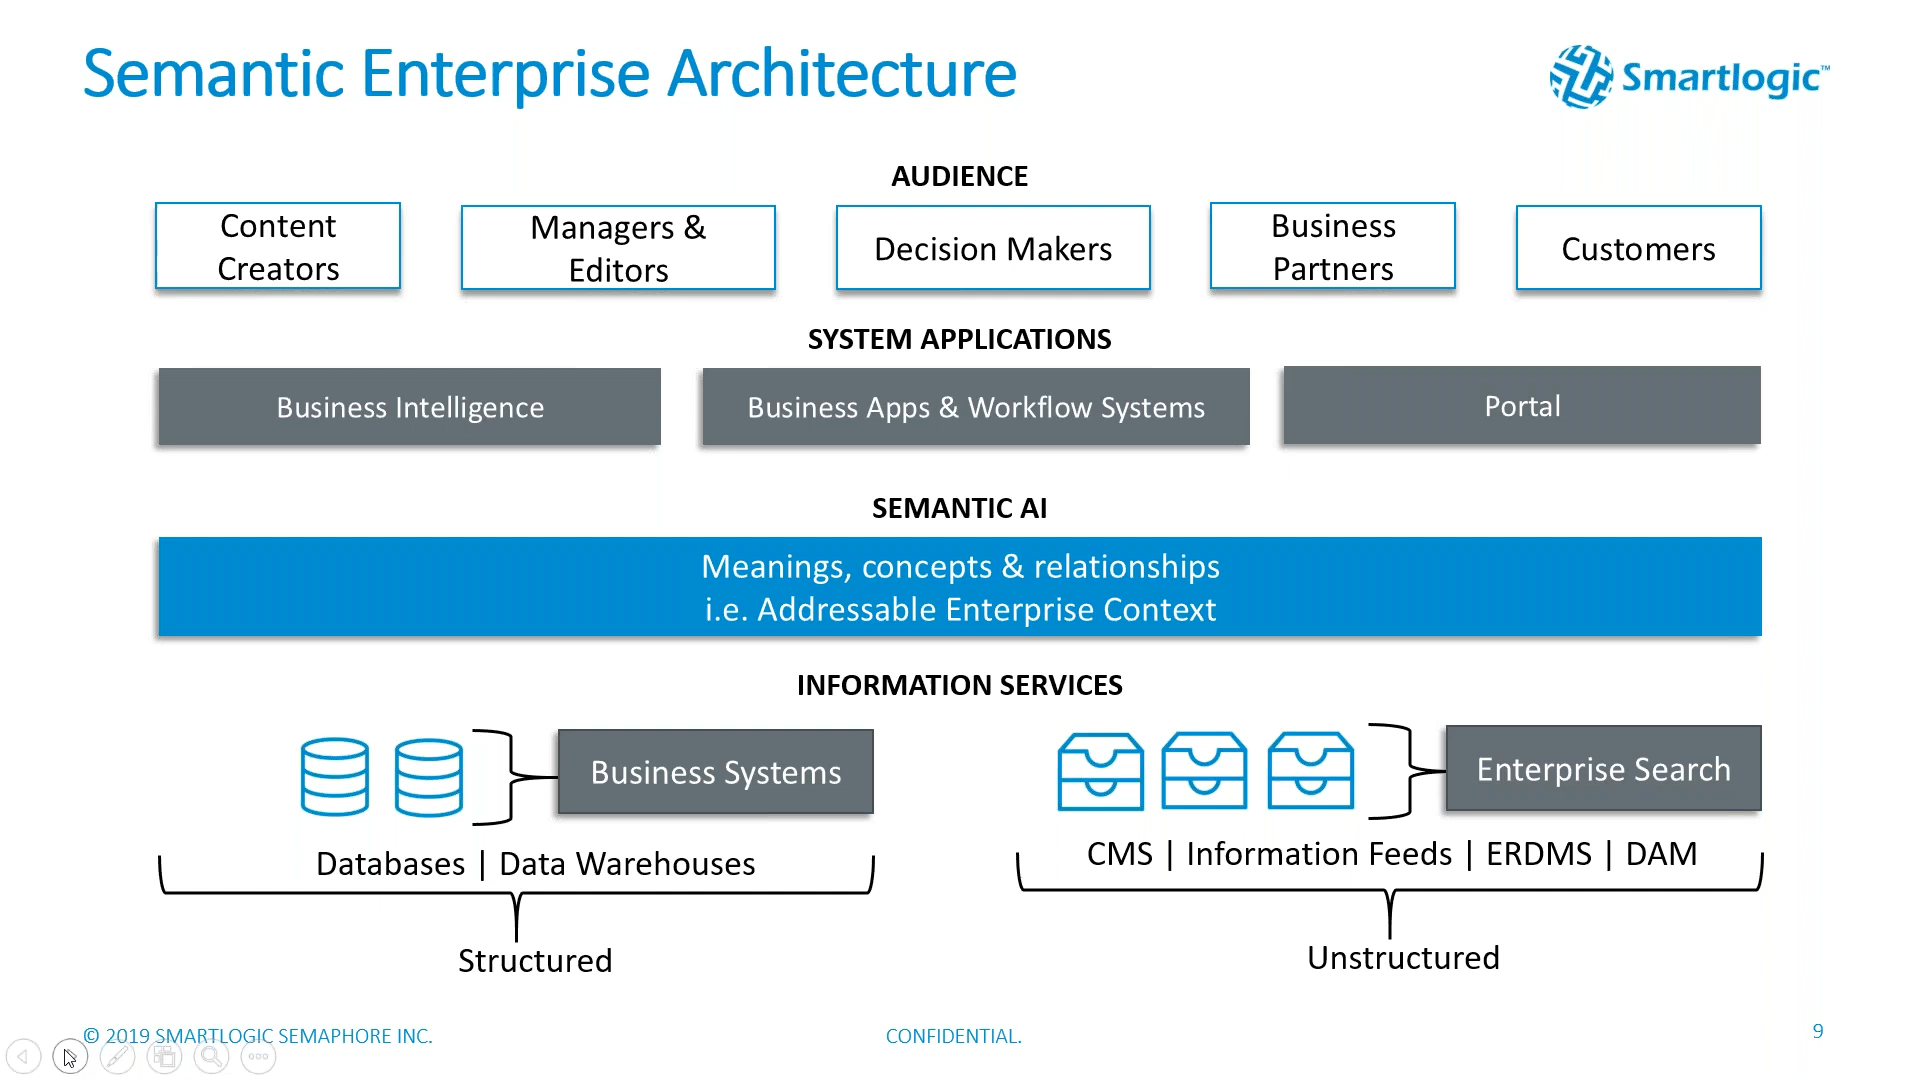 Semantic Enterprise Architecture
Smartlogic™
AUDIENCE
Content
Creators
Managers &
Editors
Decision Makers
Business
Partners
Customers
SYSTEM APPLICATIONS
Business Intelligence
Business Apps & Workflow Systems
Portal
SEMANTIC AI
Meanings, concepts & relationships
i.e. Addressable Enterprise Context
INFORMATION SERVICES
Business Systems
Enterprise Search
Databases | Data Warehouses
CMS | Information Feeds | ERDMS | DAM
Structured
Unstructured
© 2019 SMARTLOGIC SEMAPHORE INC.
CONFIDENTIAL.
9